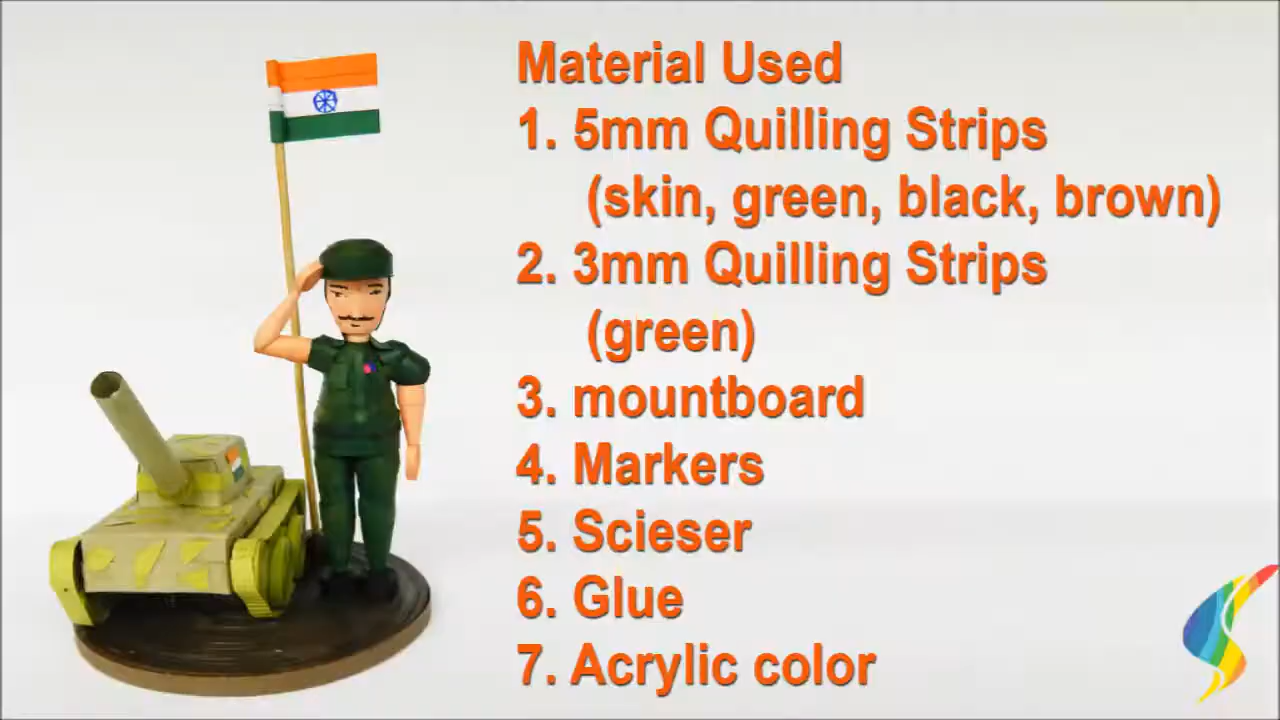 Material Used
1. 5mm Quilling Strips
(skin, green, black, brown)
2. 3mm Quilling Strips
(green)
3. mountboard
4. Markers
5. Scieser
6. Glue
7. Acrylic color